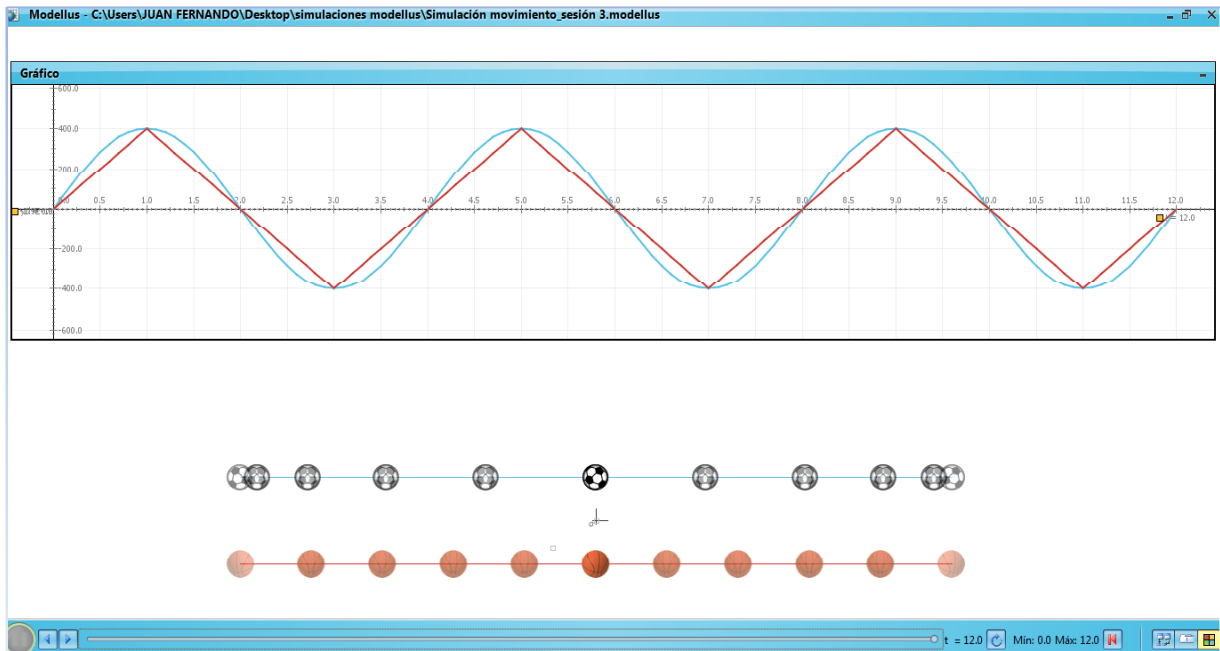 Modellus - C:\Users\JUAN FERNANDO\Desktop\simulaciones modellus\Simulación movimiento_sesión 3.modellus
Gráfico
600.0
400.0
200.0
0.0 0.5 1.0 1.5 2.0 2.5 3.0 3.5 4.0 4.5 5.0 5.5 6.0 6.5 7.0 7.5 8.0 8.5 9.0 9.5 10.0 10.5 11.0 11.5 12.0
= 12.0
-200.0
-400.0
-600.0
t = 12.0 Mín: 0.0 Máx: 12.0